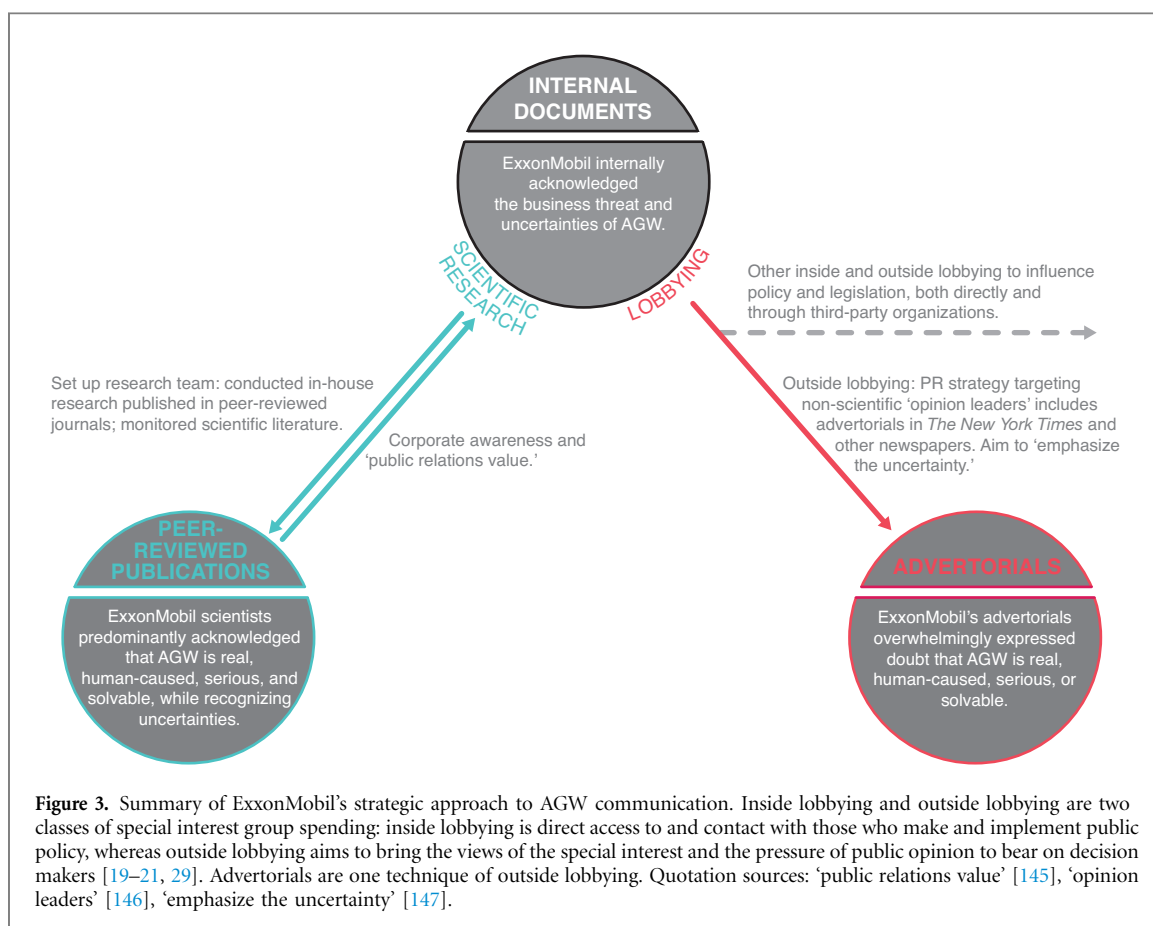 INTERNAL
DOCUMENTS
ExxonMobil internally
acknowledged
the business threat and
uncertainties of AGW.
SCIENTIFIC
RESEARCH
LOBBYING
Other inside and outside lobbying to influence
policy and legislation, both directly and
through third-party organizations.
Set up research team: conducted in-house
research published in peer-reviewed
journals; monitored scientific literature.
Corporate awareness and
‘public relations value.’
Outside lobbying: PR strategy targeting
non-scientific ‘opinion leaders’ includes
advertorials in The New York Times and
other newspapers. Aim to ‘emphasize
the uncertainty.’
PEER-
REVIEWED
PUBLICATIONS
ExxonMobil scientists
predominantly acknowledged
that AGW is real,
human-caused, serious, and
solvable, while recognizing
uncertainties.
ADVERTORIALS
ExxonMobil’s advertorials
overwhelmingly expressed
doubt that AGW is real,
human-caused, serious, or
solvable.
Figure 3. Summary of ExxonMobil’s strategic approach to AGW communication. Inside lobbying and outside lobbying are two
classes of special interest group spending: inside lobbying is direct access to and contact with those who make and implement public
policy, whereas outside lobbying aims to bring the views of the special interest and the pressure of public opinion to bear on decision
makers [19–21, 29]. Advertorials are one technique of outside lobbying. Quotation sources: ‘public relations value’ [145], ‘opinion
leaders’ [146], ‘emphasize the uncertainty’ [147].